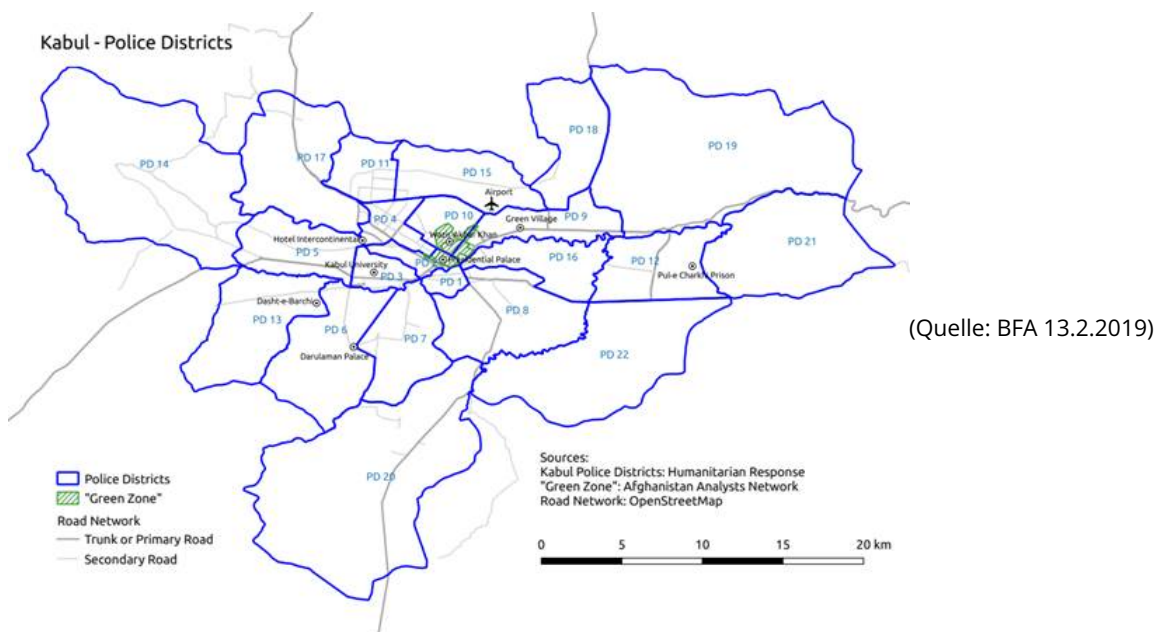 Kabul - Police Districts
PD 18
PD 19
PD 14
PD 17
PD 11
PD 15
Airport
PD 4
PD 10
Green Village
PD 9
Hotel Intercontinental
PD 5
Presidential Palace
PD 16
PD 21
Kabul University
PD 3
PD 12
Pul-e Charkhi Prison
PD 1
Dasht-e-Barchi
PD 13
PD 6
PD 7
PD 8
(Quelle: BFA 13.2.2019)
Darulaman Palace
PD 22
PD 20
Police Districts
"Green Zone"
Road Network
Trunk or Primary Road
Secondary Road
Sources:
Kabul Police Districts: Humanitarian Response
"Green Zone": Afghanistan Analysts Network
Road Network: OpenStreetMap
0 5 10 15 20 km